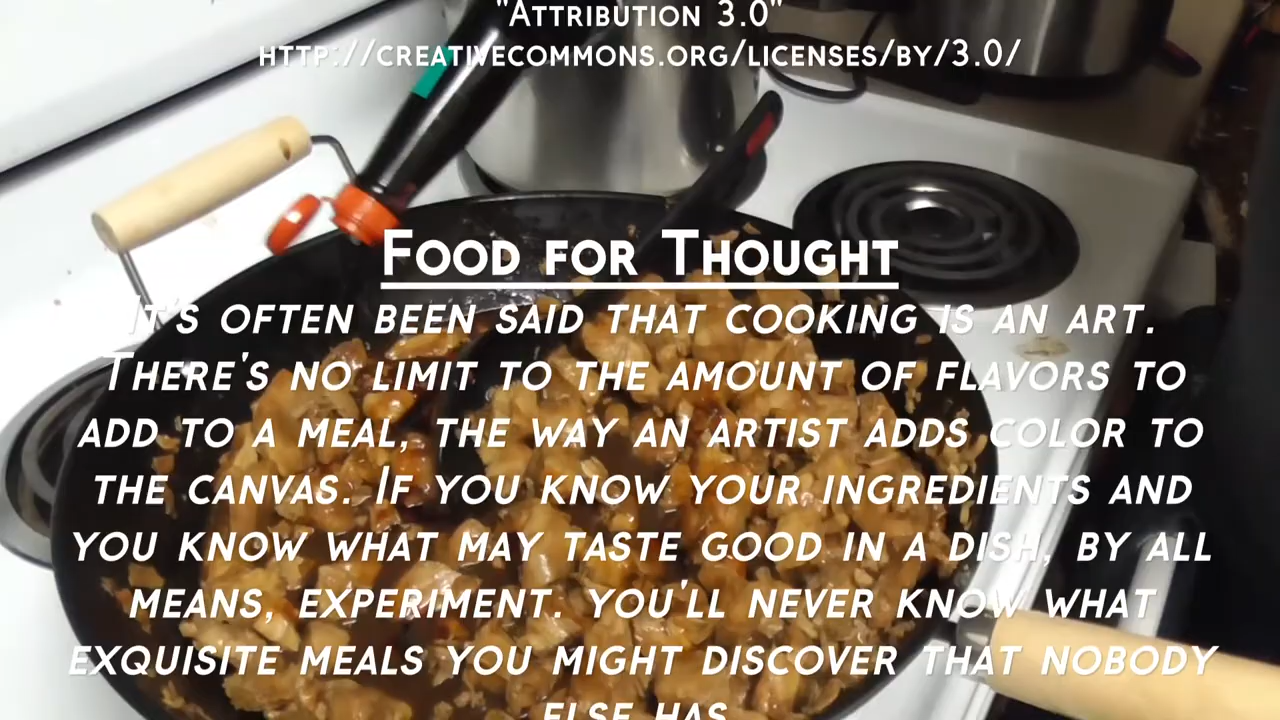 "Attribution 3.0"
http://creativecommons.org/licenses/by/3.0/
Food for Thought
It's often been said that cooking is an art.
There's no limit to the amount of flavors to
add to a meal, the way an artist adds color to
the canvas. If you know your ingredients and
you know what may taste good in a dish, by all
means, experiment. you'll never know what
exquisite meals you might discover that nobody
else has